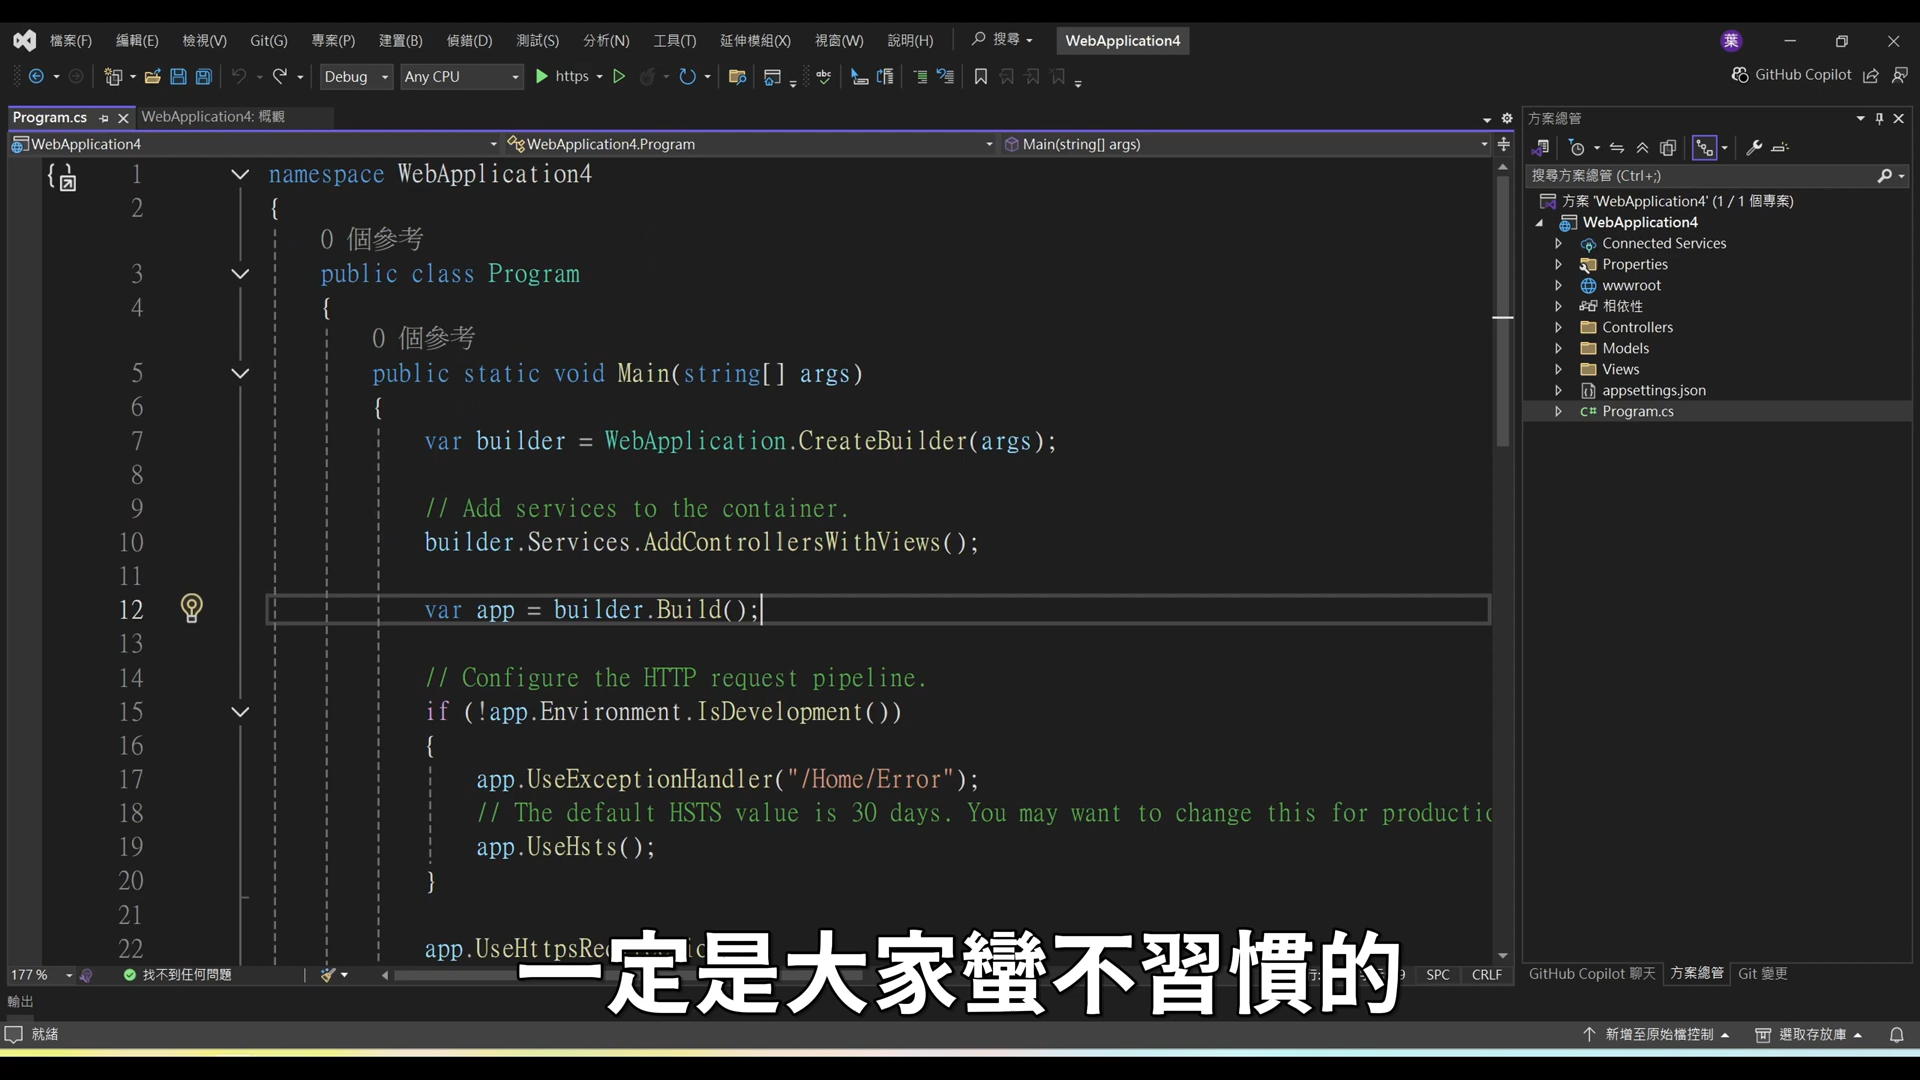 檔案(F) 編輯(E) 檢視(V) Git(G) 專案(P) 建置(B) 偵錯(D) 測試(S) 分析(N) 工具(T) 延伸模組(X) 視窗(W) 說明(H) 搜尋 WebApplication4 葉
Debug Any CPU https abc GitHub Copilot
Program.cs WebApplication4: 概觀
WebApplication4 WebApplication4.Program Main(string[] args)
1 namespace WebApplication4
2 {
0 個參考
3 public class Program
4 {
0 個參考
5 public static void Main(string[] args)
6 {
7 var builder = WebApplication.CreateBuilder(args);
8
9 // Add services to the container.
10 builder.Services.AddControllersWithViews();
11
12 var app = builder.Build();
13
14 // Configure the HTTP request pipeline.
15 if (!app.Environment.IsDevelopment())
16 {
17 app.UseExceptionHandler("/Home/Error");
18 // The default HSTS value is 30 days. You may want to change this for productio
19 app.UseHsts();
20 }
21
22
177 % 找不到任何問題 SPC CRLF
一定是大家蠻不習慣的
方案總管
搜尋方案總管 (Ctrl+;)
方案 'WebApplication4' (1 / 1 個專案)
WebApplication4
Connected Services
Properties
wwwroot
相依性
Controllers
Models
Views
appsettings.json
C# Program.cs
GitHub Copilot 聊天 方案總管 Git 變更
輸出
就緒 新增至原始檔控制 選取存放庫